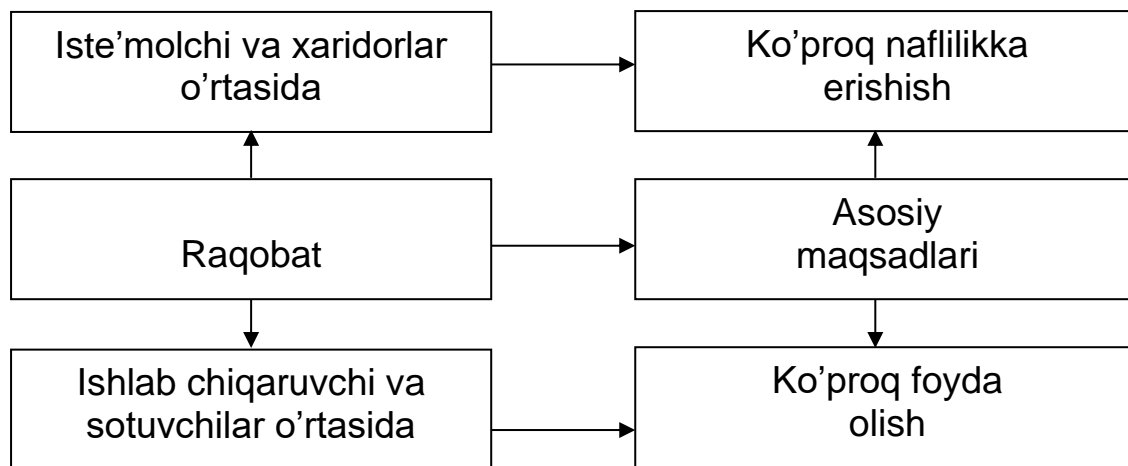 Iste’molchi va xaridorlar
o’rtasida
Ko’proq naflilikka
erishish
Raqobat
Asosiy
maqsadlari
Ishlab chiqaruvchi va
sotuvchilar o’rtasida
Ko’proq foyda
olish